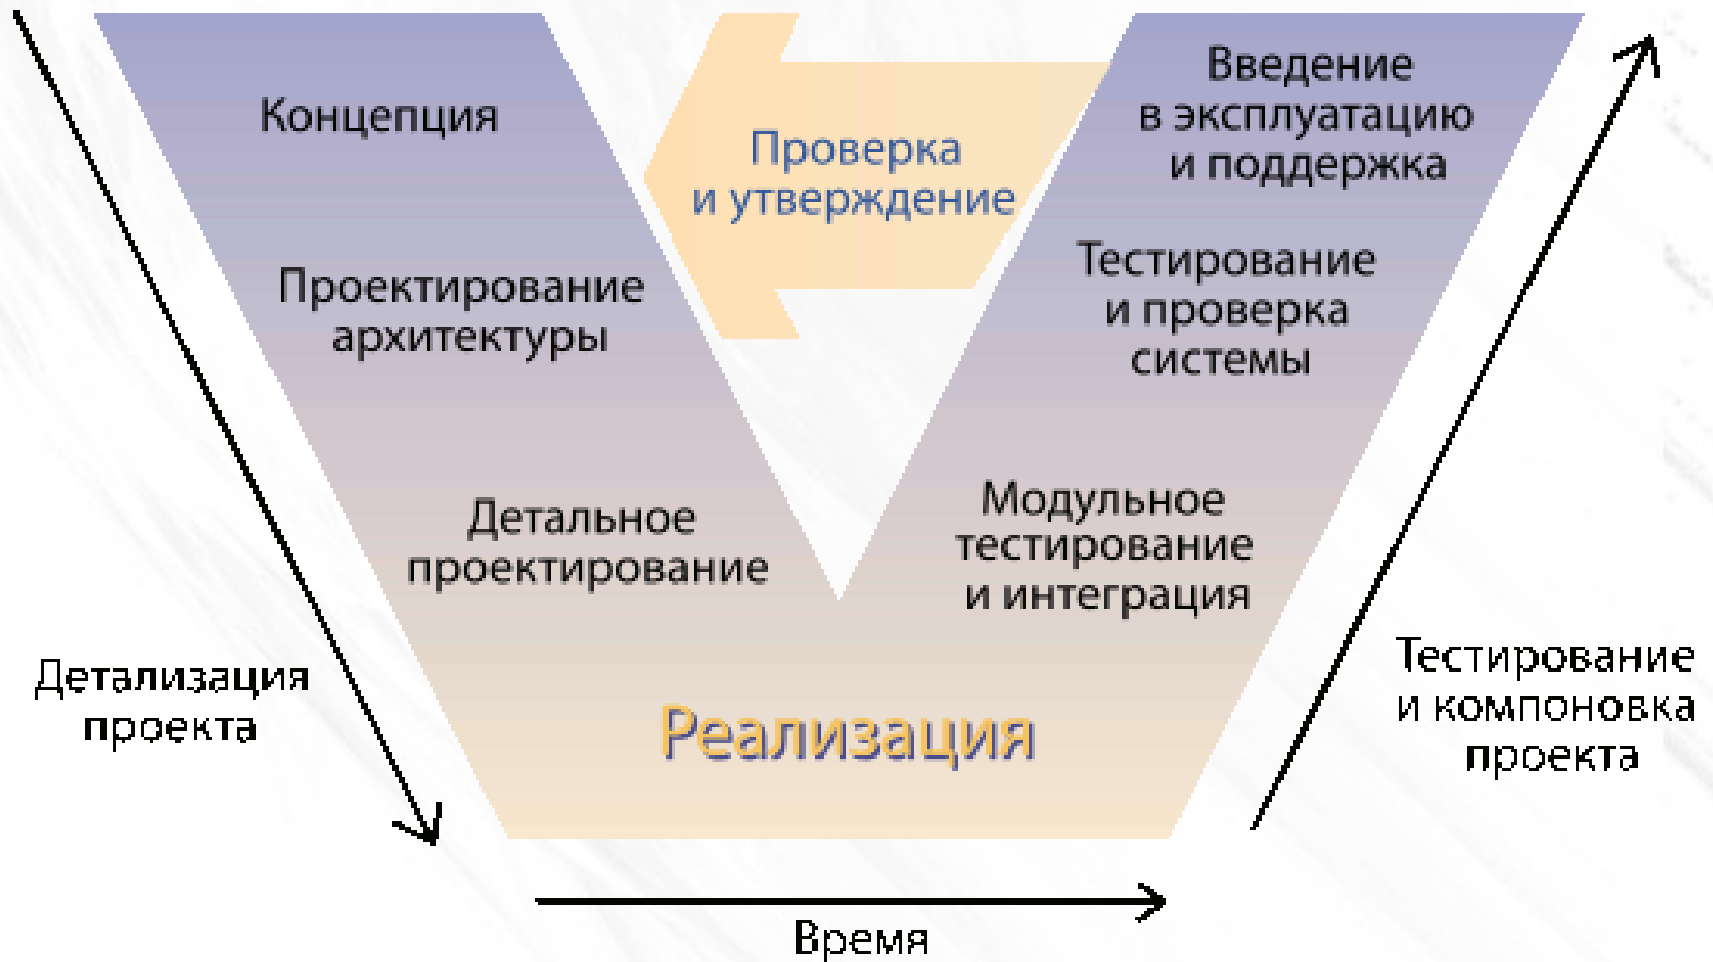 Концепция
Проектирование
архитектуры
Детальное
проектирование
Детализация
проекта
Проверка
и утверждение
Введение
в эксплуатацию
и поддержка
Тестирование
и проверка
системы
Модульное
тестирование
и интеграция
Тестирование
и компоновка
проекта
Реализация
Время